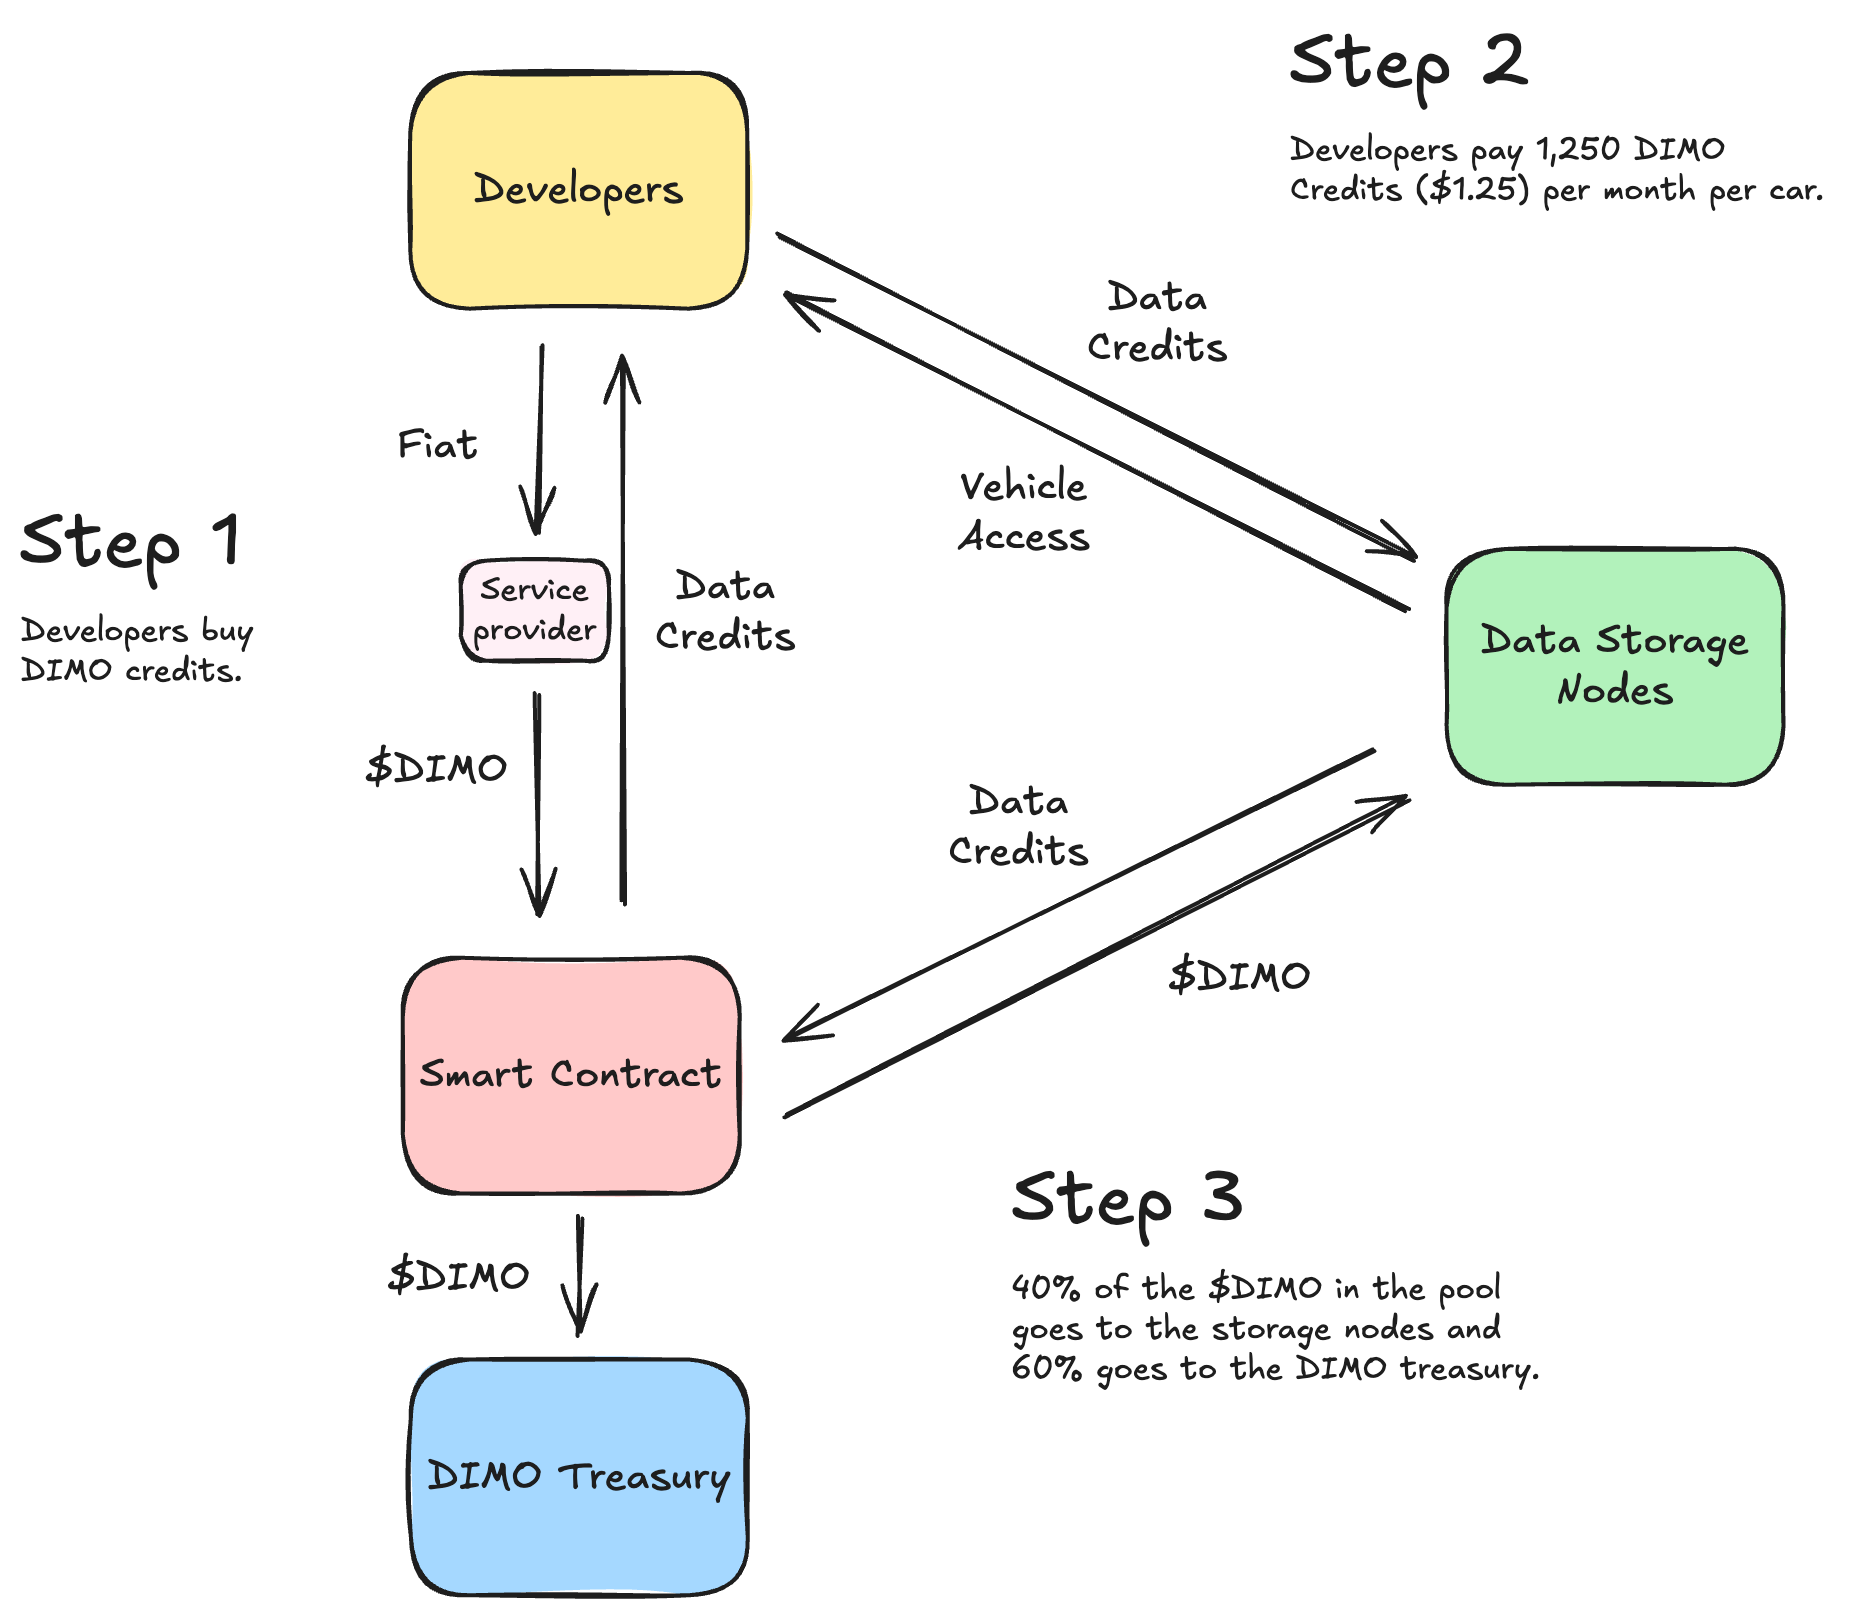 Step 2
Developers pay 1,250 DIMO
Credits ($1.25) per month per car.
Developers
Data
Credits
Fiat
Vehicle
Access
Step 1
Developers buy
DIMO credits.
Service
provider
Data
Credits
Data Storage
Nodes
$DIMO
Data
Credits
$DIMO
Smart Contract
Step 3
40% of the $DIMO in the pool
goes to the storage nodes and
60% goes to the DIMO treasury.
$DIMO
DIMO Treasury